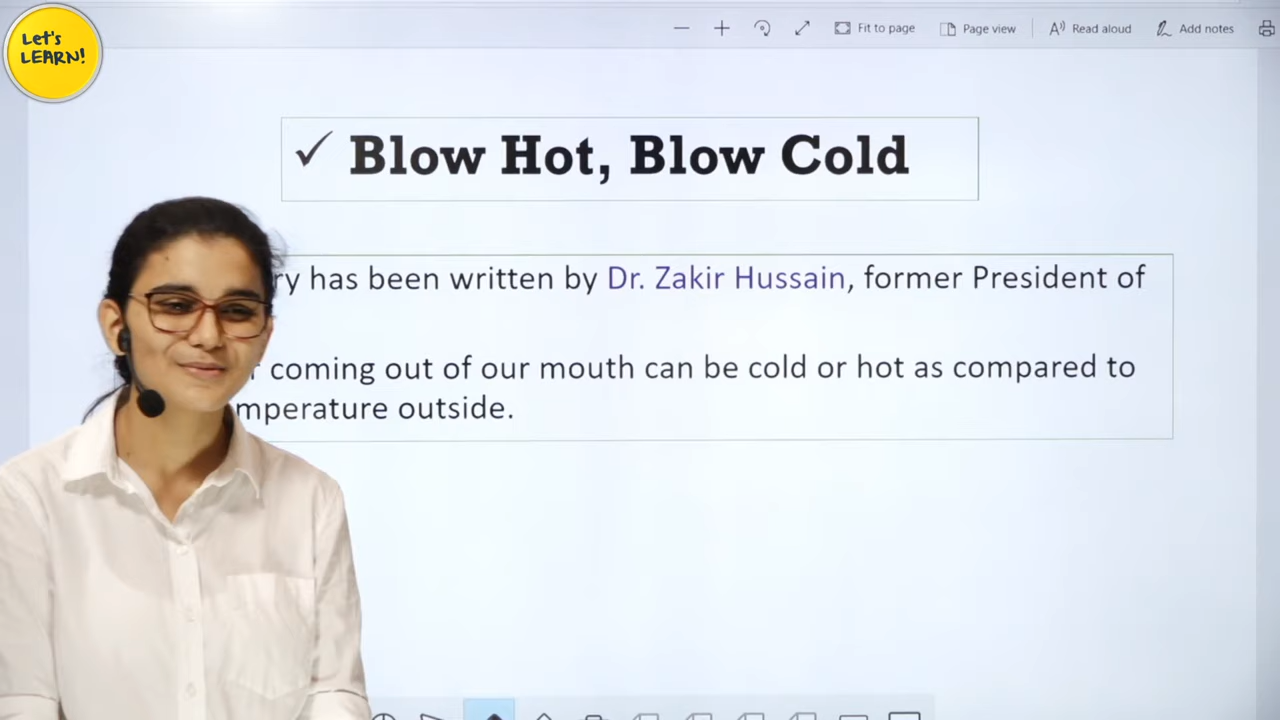 Let's
LEARN!
Fit to page
Page view
Read aloud
Add notes
✓ Blow Hot, Blow Cold
has been written by Dr. Zakir Hussain, former President of
coming out of our mouth can be cold or hot as compared to
outside.